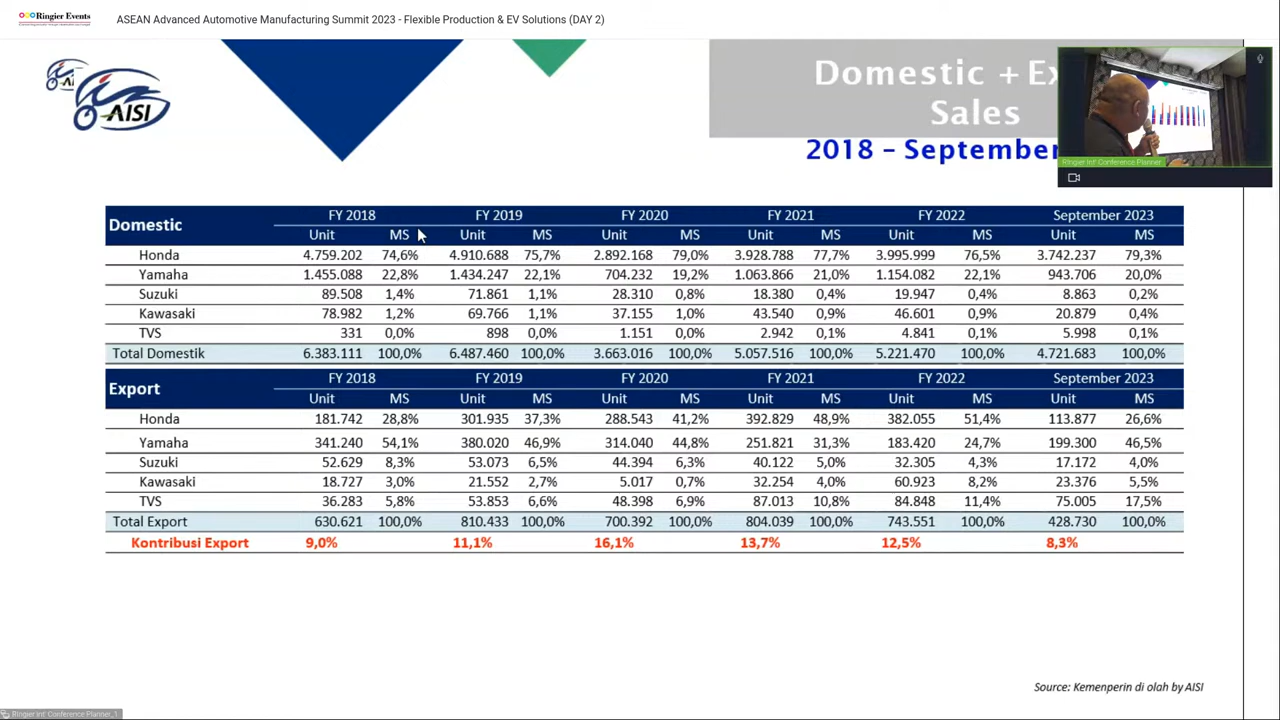 Ringier Events
ASEAN Advanced Automotive Manufacturing Summit 2023 - Flexible Production & EV Solutions (DAY 2)
AISI
Domestic + Ex
Sales
2018 – September
Ringier Int' Conference Planner
Domestic FY 2018 FY 2019 FY 2020 FY 2021 FY 2022 September 2023
Unit MS Unit MS Unit MS Unit MS Unit MS Unit MS
Honda 4.759.202 74,6% 4.910.688 75,7% 2.892.168 79,0% 3.928.788 77,7% 3.995.999 76,5% 3.742.237 79,3%
Yamaha 1.455.088 22,8% 1.434.247 22,1% 704.232 19,2% 1.063.866 21,0% 1.154.082 22,1% 943.706 20,0%
Suzuki 89.508 1,4% 71.861 1,1% 28.310 0,8% 18.380 0,4% 19.947 0,4% 8.863 0,2%
Kawasaki 78.982 1,2% 69.766 1,1% 37.155 1,0% 43.540 0,9% 46.601 0,9% 20.879 0,4%
TVS 331 0,0% 898 0,0% 1.151 0,0% 2.942 0,1% 4.841 0,1% 5.998 0,1%
Total Domestik 6.383.111 100,0% 6.487.460 100,0% 3.663.016 100,0% 5.057.516 100,0% 5.221.470 100,0% 4.721.683 100,0%
Export FY 2018 FY 2019 FY 2020 FY 2021 FY 2022 September 2023
Unit MS Unit MS Unit MS Unit MS Unit MS Unit MS
Honda 181.742 28,8% 301.935 37,3% 288.543 41,2% 392.829 48,9% 382.055 51,4% 113.877 26,6%
Yamaha 341.240 54,1% 380.020 46,9% 314.040 44,8% 251.821 31,3% 183.420 24,7% 199.300 46,5%
Suzuki 52.629 8,3% 53.073 6,5% 44.394 6,3% 40.122 5,0% 32.305 4,3% 17.172 4,0%
Kawasaki 18.727 3,0% 21.552 2,7% 5.017 0,7% 32.254 4,0% 60.923 8,2% 23.376 5,5%
TVS 36.283 5,8% 53.853 6,6% 48.398 6,9% 87.013 10,8% 84.848 11,4% 75.005 17,5%
Total Export 630.621 100,0% 810.433 100,0% 700.392 100,0% 804.039 100,0% 743.551 100,0% 428.730 100,0%
Kontribusi Export 9,0% 11,1% 16,1% 13,7% 12,5% 8,3%
Source: Kemenperin di olah by AISI
Ringier Int' Conference Planner_1